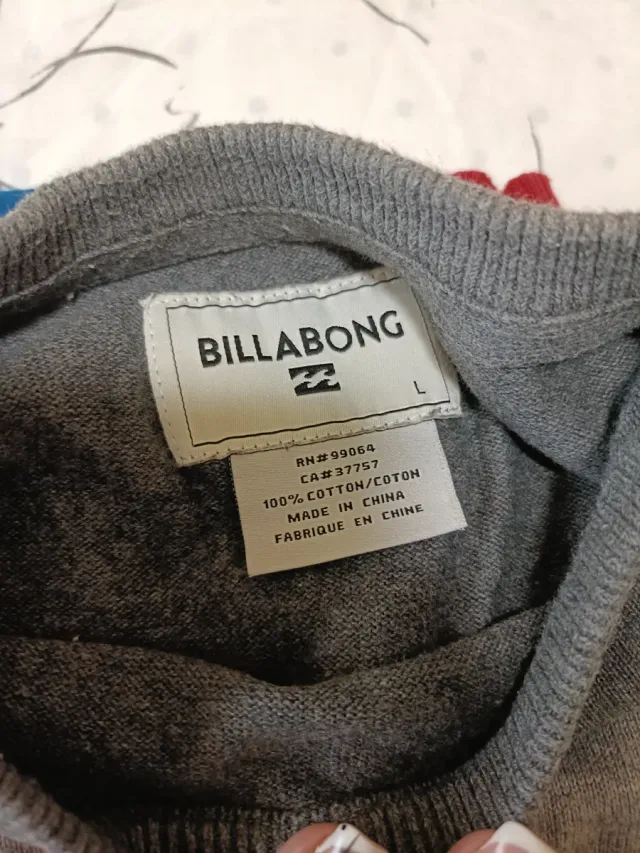 BILLABONG
L
RN#99064
CA#37757
100% COTTON/COTON
MADE IN CHINA
FABRIQUE EN CHINE